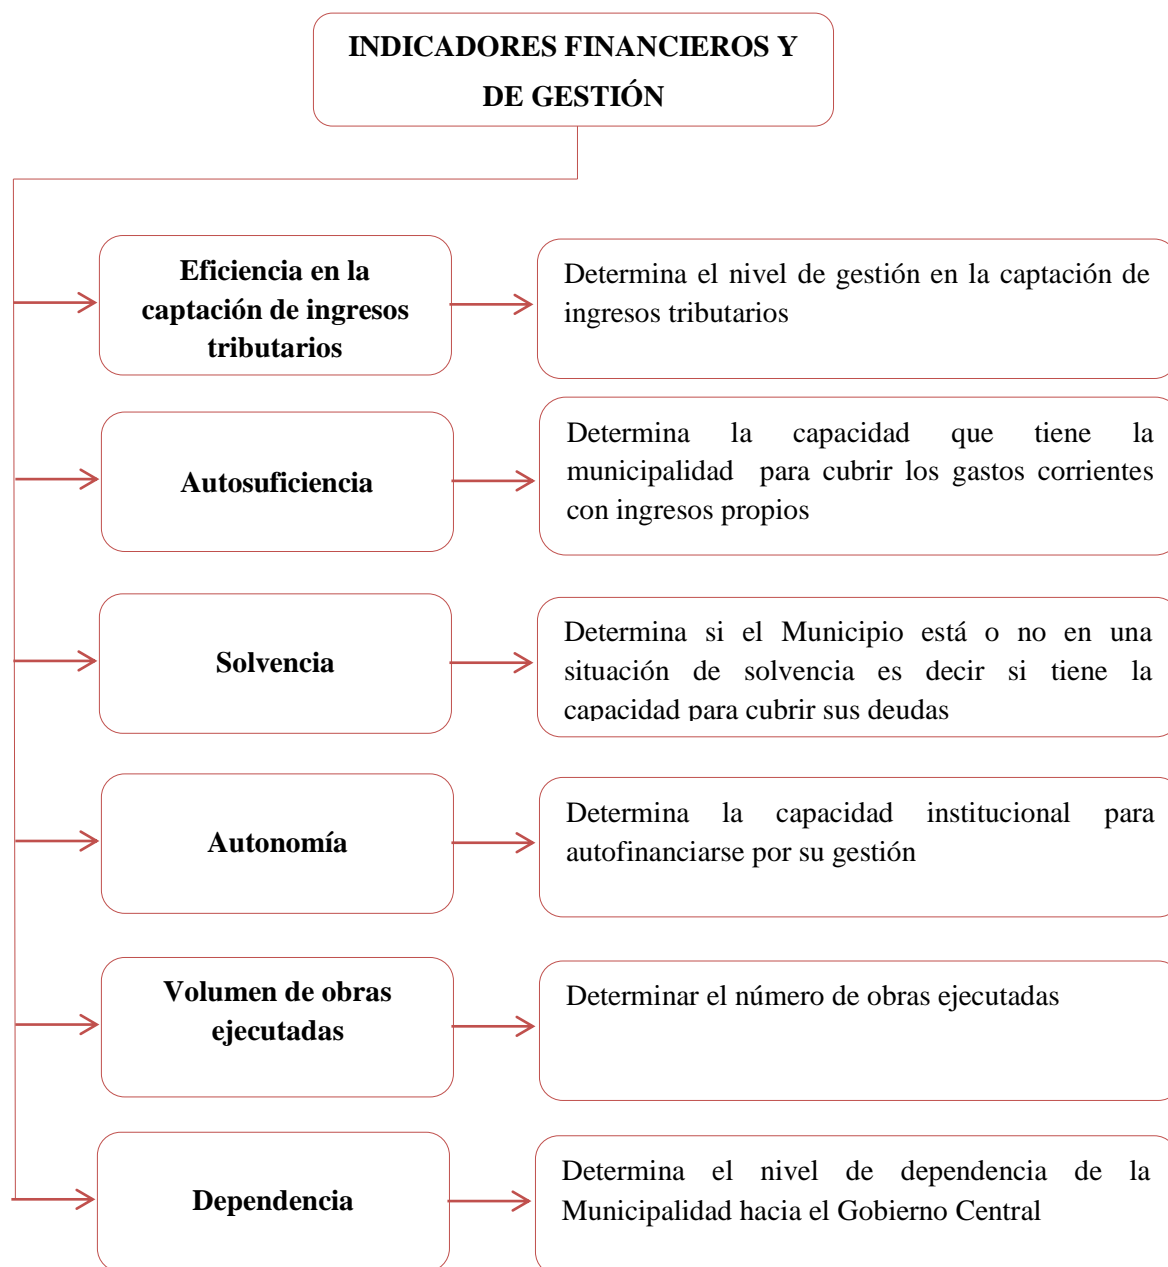 INDICADORES FINANCIEROS Y
DE GESTIÓN
Eficiencia en la
captación de ingresos
tributarios
Determina el nivel de gestión en la captación de
ingresos tributarios
Autosuficiencia
Determina la capacidad que tiene la
municipalidad para cubrir los gastos corrientes
con ingresos propios
Solvencia
Determina si el Municipio está o no en una
situación de solvencia es decir si tiene la
capacidad para cubrir sus deudas
Autonomía
Determina la capacidad institucional para
autofinanciarse por su gestión
Volumen de obras
ejecutadas
Determinar el número de obras ejecutadas
Dependencia
Determina el nivel de dependencia de la
Municipalidad hacia el Gobierno Central